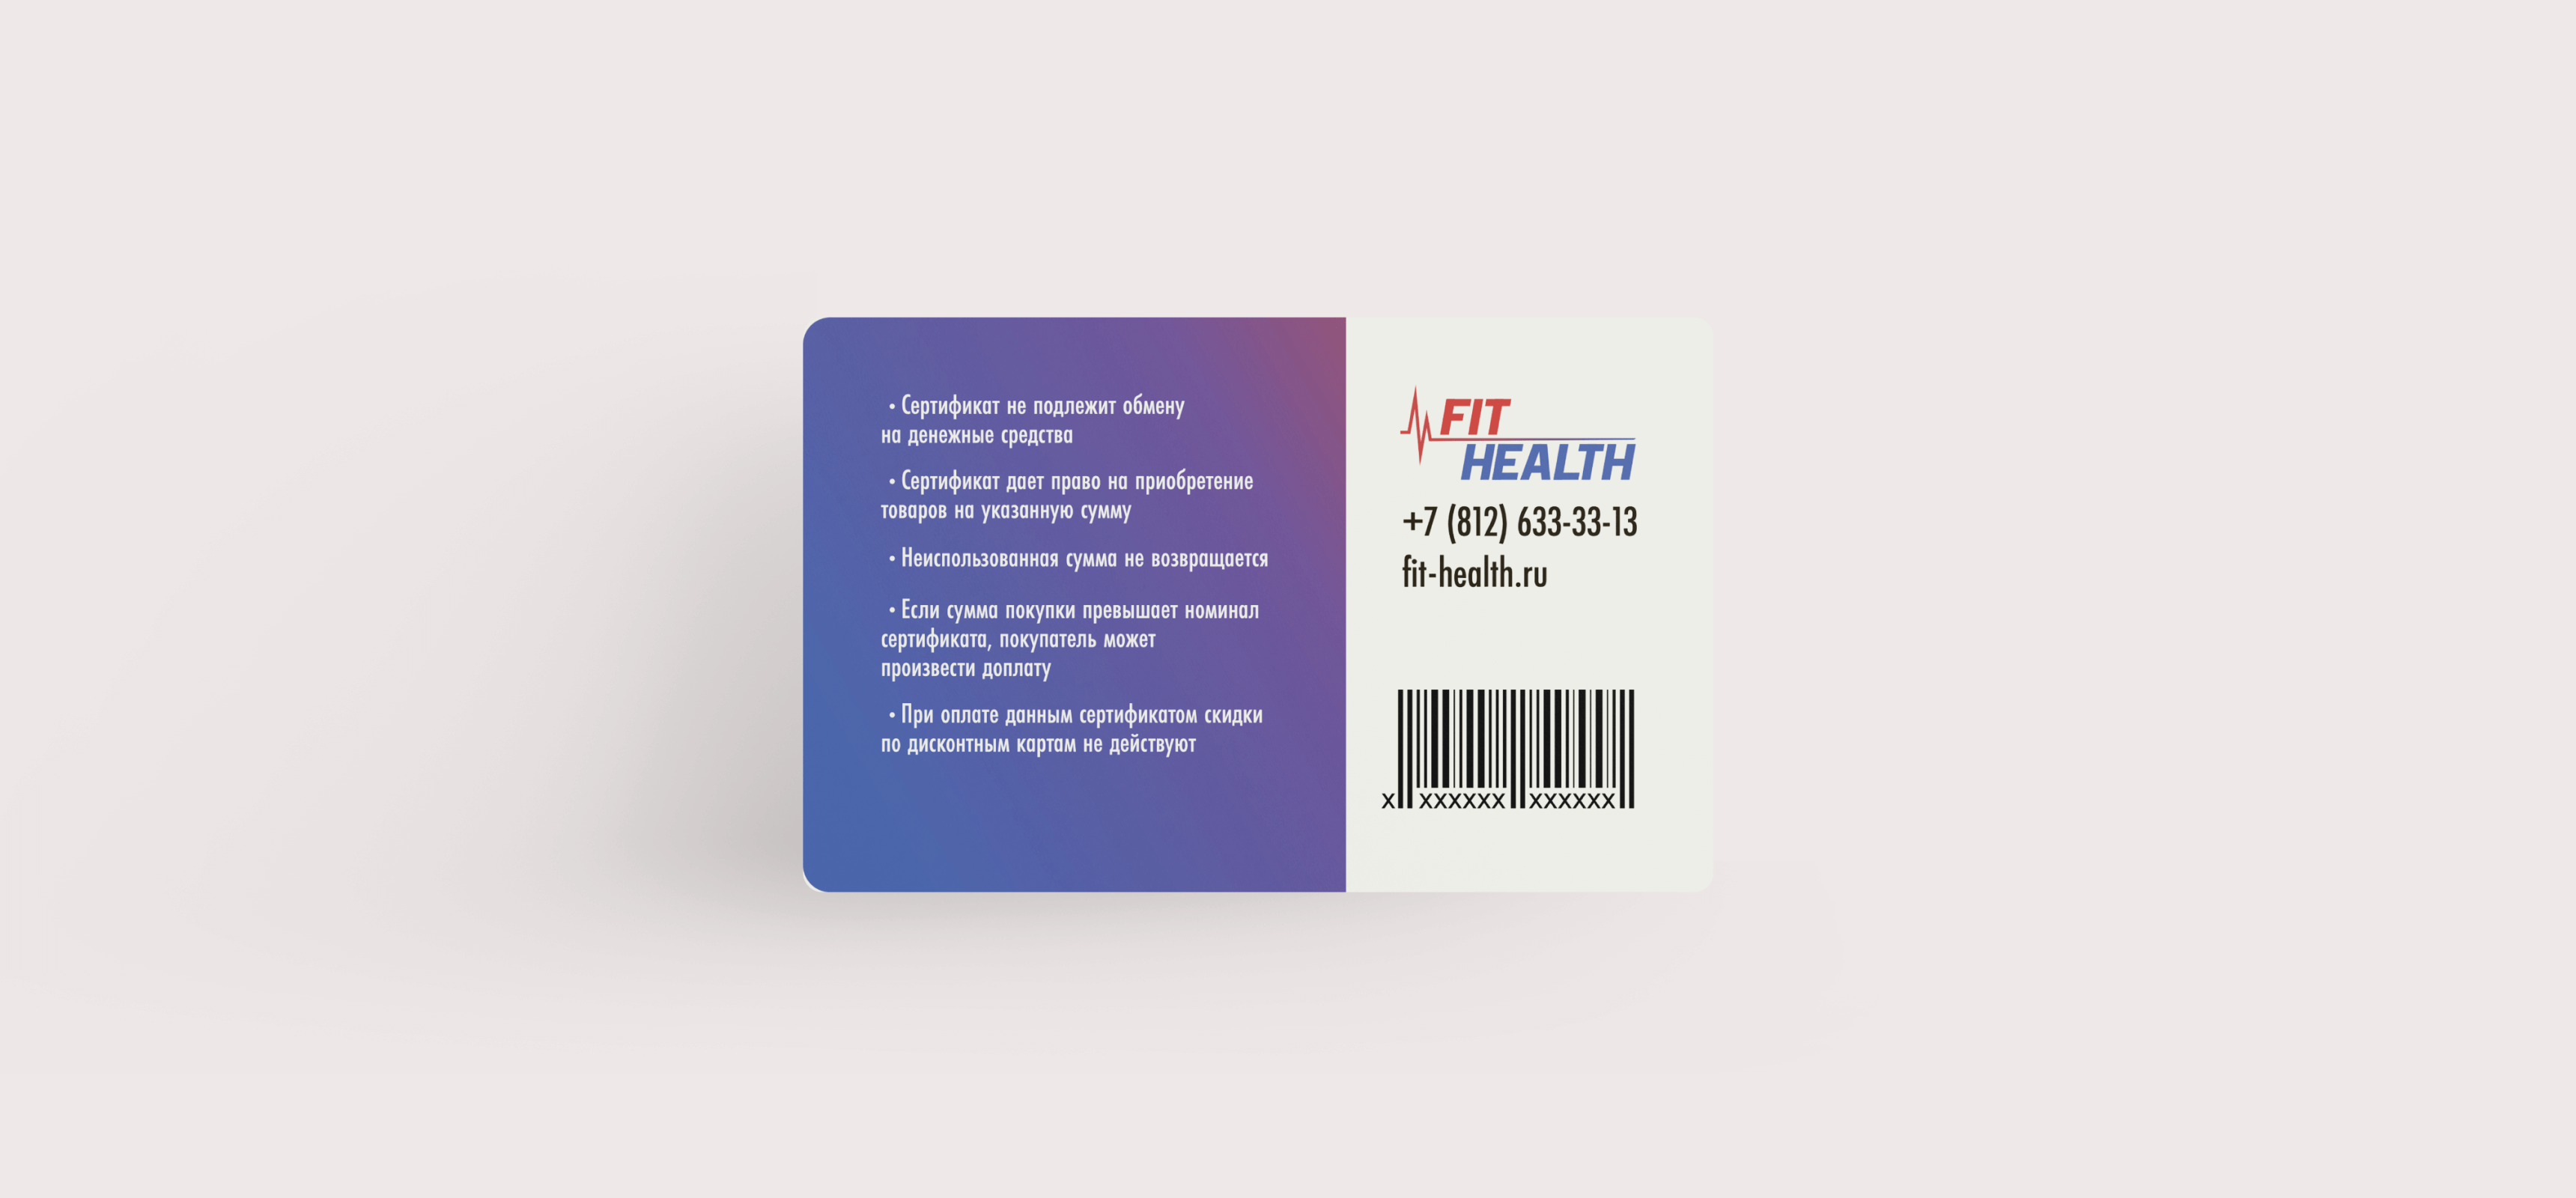 • Сертификат не подлежит обмену
на денежные средства
• Сертификат дает право на приобретение
товаров на указанную сумму
• Неиспользованная сумма не возвращается
• Если сумма покупки превышает номинал
сертификата, покупатель может
произвести доплату
• При оплате данным сертификатом скидки
по дисконтным картам не действуют
FIT
HEALTH
+7 (812) 633-33-13
fit-health.ru
x xxxxxx xxxxxx